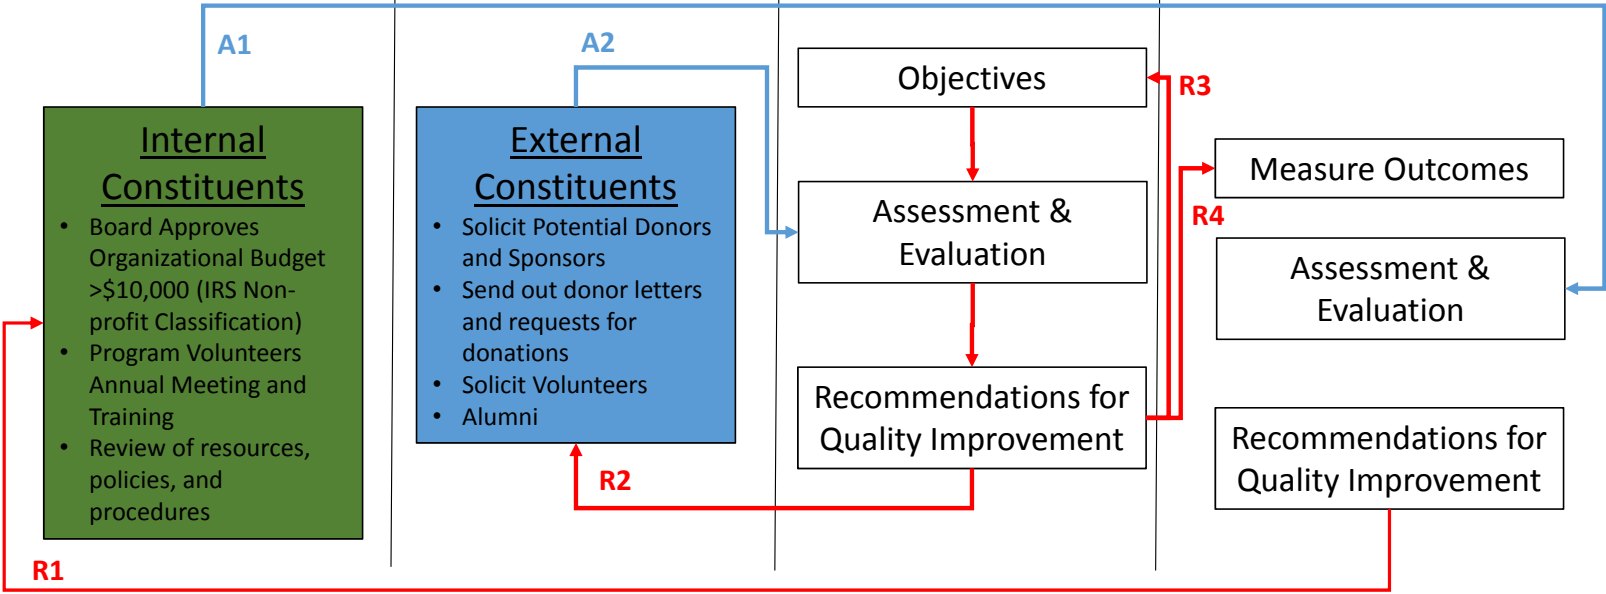 A1
Internal
Constituents
• Board Approves
Organizational Budget
>$10,000 (IRS Non-
profit Classification)
• Program Volunteers
Annual Meeting and
Training
• Review of resources,
policies, and
procedures
R1
A2
External
Constituents
• Solicit Potential Donors
and Sponsors
• Send out donor letters
and requests for
donations
• Solicit Volunteers
• Alumni
R2
Objectives
Assessment &
Evaluation
Recommendations for
Quality Improvement
R3
R4
Measure Outcomes
Assessment &
Evaluation
Recommendations for
Quality Improvement